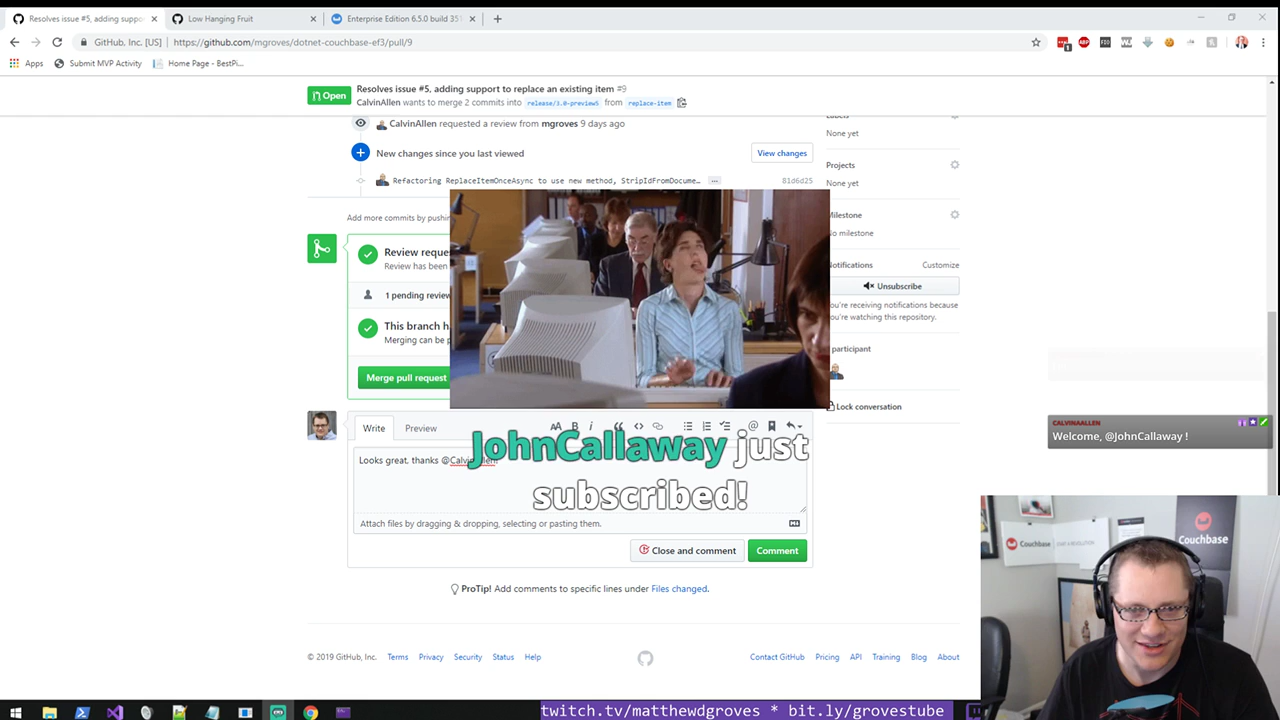 Resolves issue #5, adding suppo
Low Hanging Fruit
Enterprise Edition 6.5.0 build 351
GitHub, Inc. [US]
https://github.com/mgroves/dotnet-couchbase-ef3/pull/9
Apps
Submit MVP Activity
Home Page - BestPi...
Open
Resolves issue #5, adding support to replace an existing item #9
CalvinAllen wants to merge 2 commits into release/3.0-preview5 from replace-item
CalvinAllen requested a review from mgroves 9 days ago
Labels
None yet
New changes since you last viewed
View changes
Projects
None yet
Refactoring ReplaceItemOnceAsync to use new method, StripIdFromDocume…
81d6d25
Add more commits by pushin
Milestone
No milestone
Review reque
Review has been
1 pending review
This branch h
Merging can be p
Merge pull request
Notifications
Customize
Unsubscribe
You're receiving notifications because
you're watching this repository.
participant
Lock conversation
Write
Preview
Looks great, thanks @CalvinAllen!
JohnCallaway just
subscribed!
Attach files by dragging & dropping, selecting or pasting them.
Close and comment
Comment
ProTip! Add comments to specific lines under Files changed.
CALVINAALLEN
Welcome, @JohnCallaway !
Couchbase
Couchbase
© 2019 GitHub, Inc.
Terms
Privacy
Security
Status
Help
Contact GitHub
Pricing
API
Training
Blog
About
twitch.tv/matthewdgroves * bit.ly/grovestube